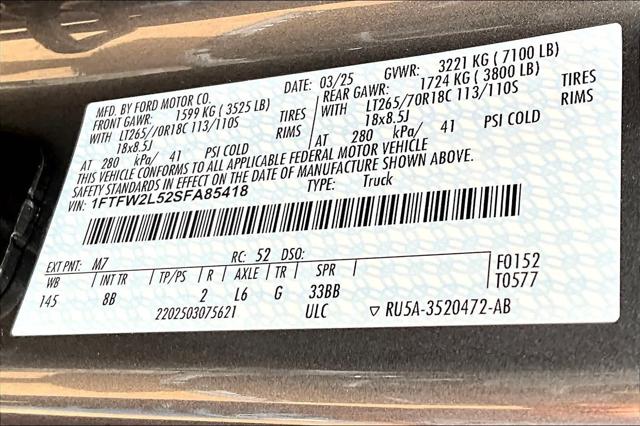 MFD. BY FORD MOTOR CO.
DATE: 03/25 GVWR: 3221 KG ( 7100 LB)
FRONT GAWR: 1599 KG ( 3525 LB) REAR GAWR: 1724 KG ( 3800 LB)
WITH LT265//70R18C 113/110S TIRES WITH LT265/70R18C 113/110S TIRES
18x8.5J RIMS 18x8.5J RIMS
AT 280 kPa/ 41 PSI COLD AT 280 kPa/ 41 PSI COLD
THIS VEHICLE CONFORMS TO ALL APPLICABLE FEDERAL MOTOR VEHICLE
SAFETY STANDARDS IN EFFECT ON THE DATE OF MANUFACTURE SHOWN ABOVE.
VIN: 1FTFW2L52SFA85418 TYPE: Truck
EXT PNT: M7 RC: 52 DSO: F0152
WB INT TR TP/PS R AXLE TR SPR T0577
145 8B 2 L6 G 33BB
2202503075621 ULC ▽ RU5A-3520472-AB